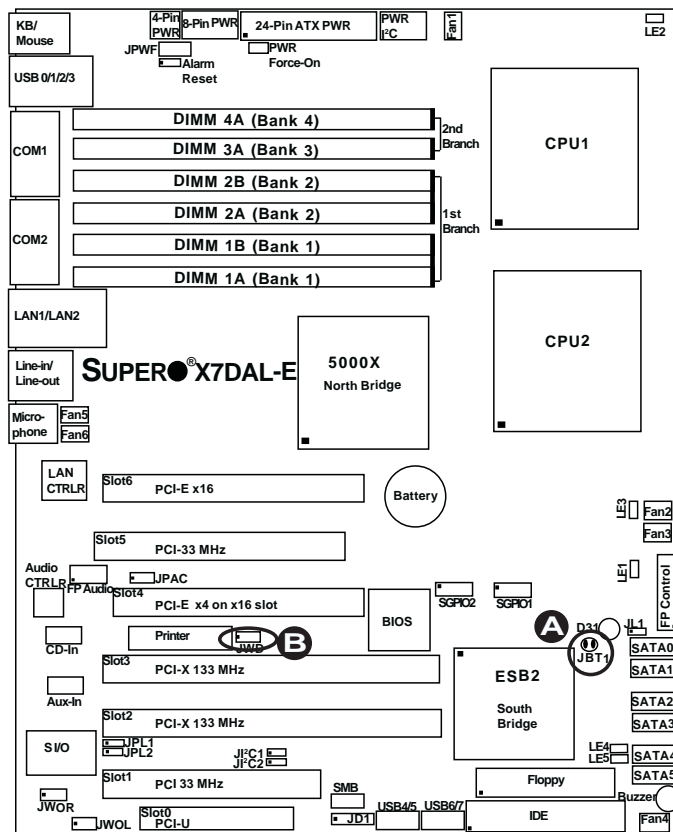 KB/
Mouse
4-Pin
PWR
8-Pin PWR
24-Pin ATX PWR
PWR
I²C
Fan1
LE2
JPWF
Alarm
Reset
PWR
Force-On
USB 0/1/2/3
DIMM 4A (Bank 4)
DIMM 3A (Bank 3)
2nd
Branch
DIMM 2B (Bank 2)
DIMM 2A (Bank 2)
DIMM 1B (Bank 1)
DIMM 1A (Bank 1)
1st
Branch
CPU1
COM1
COM2
LAN1/LAN2
CPU2
5000X
North Bridge
SUPER®X7DAL-E
Line-in/
Line-out
Micro-
phone
Fan5
Fan6
LAN
CTRLR
Slot6
PCI-E x16
Battery
LE3
Fan2
Fan3
Slot5
PCI-33 MHz
Audio
CTRLR
FP Audio
JPAC
LE1
FP Control
Slot4
PCI-E x4 on x16 slot
BIOS
SGPIO2
SGPIO1
A
D31
JL1
CD-In
Printer
JWD
B
JBT1
SATA0
SATA1
Slot3
PCI-X 133 MHz
ESB2
South
Bridge
Aux-In
SATA2
SATA3
Slot2
PCI-X 133 MHz
S I/O
JPL1
JPL2
JI²C1
JI²C2
LE4
LE5
SATA4
SATA5
Slot1
PCI 33 MHz
Floppy
Buzzer
JWOR
SMB
USB4/5
USB6/7
IDE
JWOL
Slot0
PCI-U
JD1
Fan4